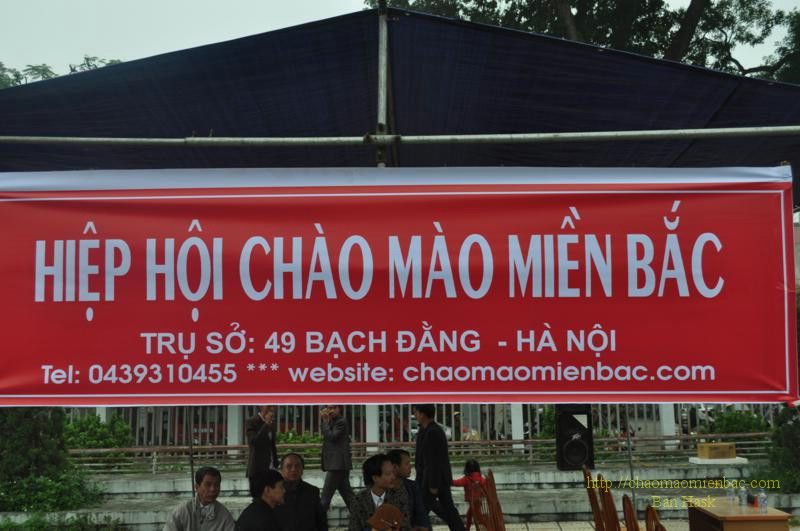 HIỆP HỘI CHÀO MÀO MIỀN BẮC
TRỤ SỞ: 49 BẠCH ĐẰNG - HÀ NỘI
Tel: 0439310455 *** website: chaomaomienbac.com
http://chaomaomienbac.com
Ban Hask